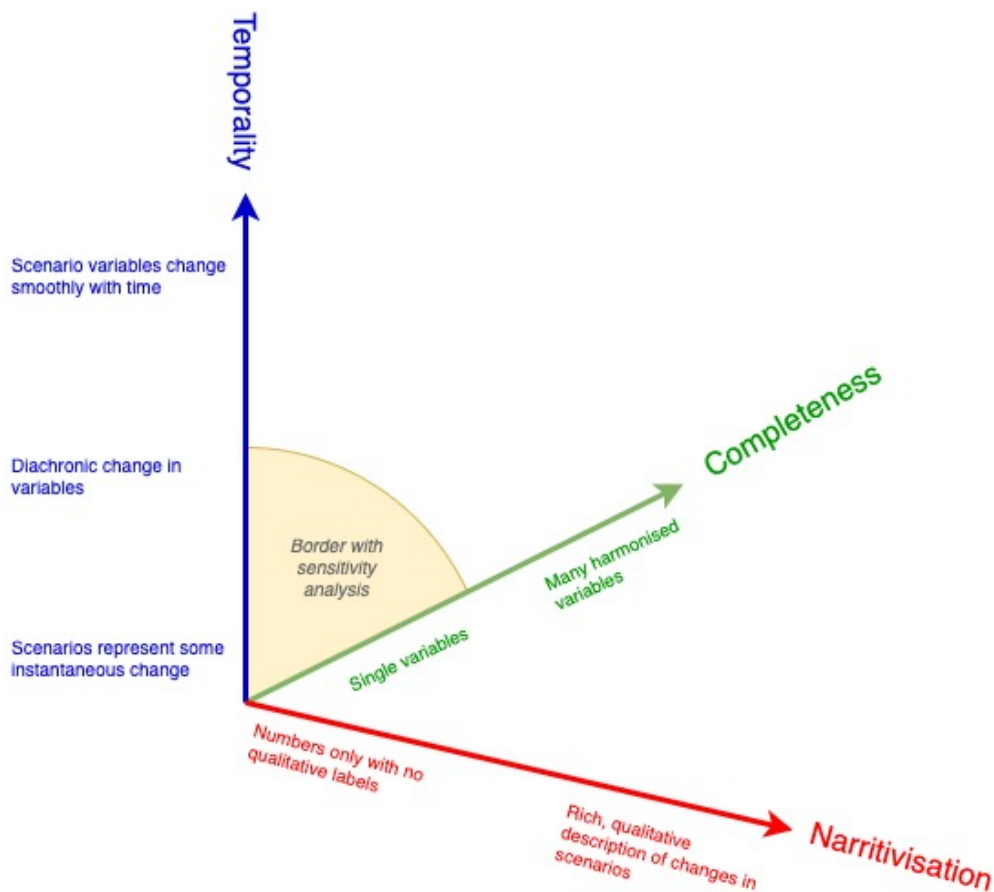 Temporality
Scenario variables change
smoothly with time
Diachronic change in
variables
Scenarios represent some
instantaneous change
Border with
sensitivity
analysis
Completeness
Many harmonised
variables
Single variables
Numbers only with no
qualitative labels
Rich, qualitative
description of changes in
scenarios
Narritivisation